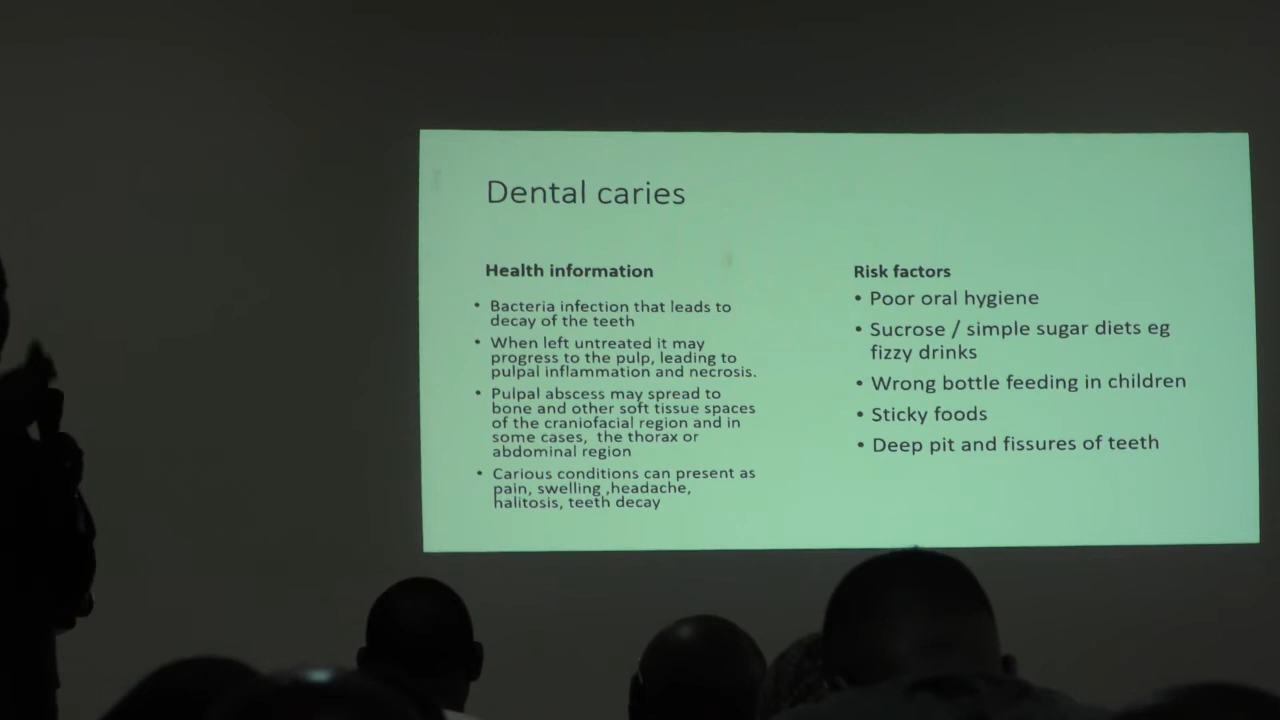 Dental caries
Health information
• Bacteria infection that leads to
decay of the teeth
• When left untreated it may
progress to the pulp, leading to
pulpal inflammation and necrosis.
• Pulpal abscess may spread to
bone and other soft tissue spaces
of the craniofacial region and in
some cases,  the thorax or
abdominal region
• Carious conditions can present as
pain, swelling ,headache,
halitosis, teeth decay
Risk factors
• Poor oral hygiene
• Sucrose / simple sugar diets eg
fizzy drinks
• Wrong bottle feeding in children
• Sticky foods
• Deep pit and fissures of teeth